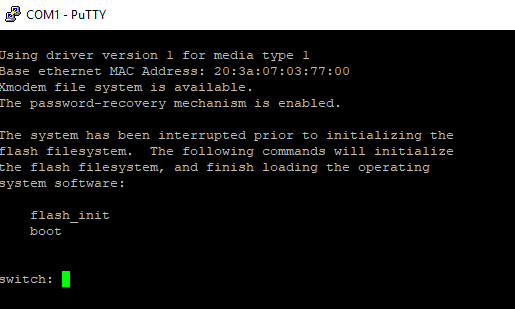 COM1 - PuTTY
Using driver version 1 for media type 1
Base ethernet MAC Address: 20:3a:07:03:77:00
Xmodem file system is available.
The password-recovery mechanism is enabled.
The system has been interrupted prior to initializing the
flash filesystem.  The following commands will initialize
the flash filesystem, and finish loading the operating
system software:
flash_init
boot
switch: